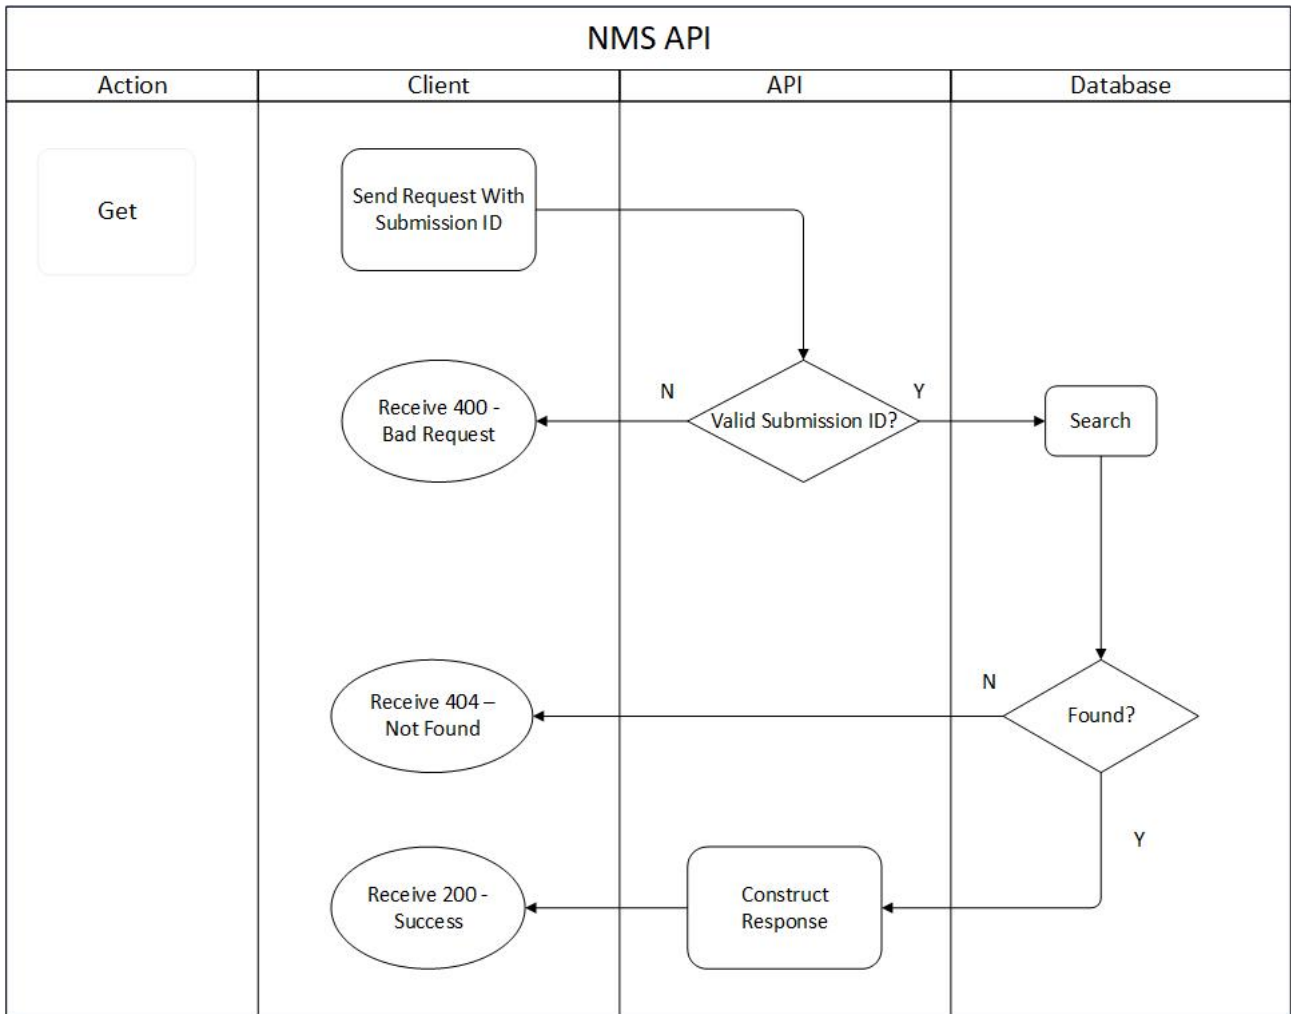 NMS API
Action
Client
API
Database
Get
Send Request With
Submission ID
Receive 400 -
Bad Request
N
Valid Submission ID?
Y
Search
Receive 404 –
Not Found
N
Found?
Y
Receive 200 -
Success
Construct
Response